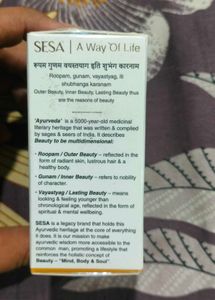 SESA | A Way Of Life
रूपम गुणम वयस्त्याग इति शुभंग कारनाम
Roopam, gunam, vayastyag, iti
shubhanga karanam
Outer Beauty, Inner Beauty, Lasting Beauty thus
are the reasons of beauty
'Ayurveda' is a 5000-year-old medicinal
literary heritage that was written & compiled
by sages & seers of India. It describes
Beauty to be multidimensional:
• Roopam / Outer Beauty – reflected in the
form of radiant skin, lustrous hair & a
healthy body.
• Gunam / Inner Beauty – refers to nobility
of character.
• Vayastyag / Lasting Beauty – means
looking & feeling younger than
chronological age, reflected in the form of
spiritual & mental wellbeing.
SESA is a legacy brand that holds this
Ayurvedic heritage at the core of everything
it does. It is our mission to make
ayurvedic wisdom more accessible to the
common man, promoting a lifestyle that
reinforces the holistic concept of
Beauty – "Mind, Body & Soul"